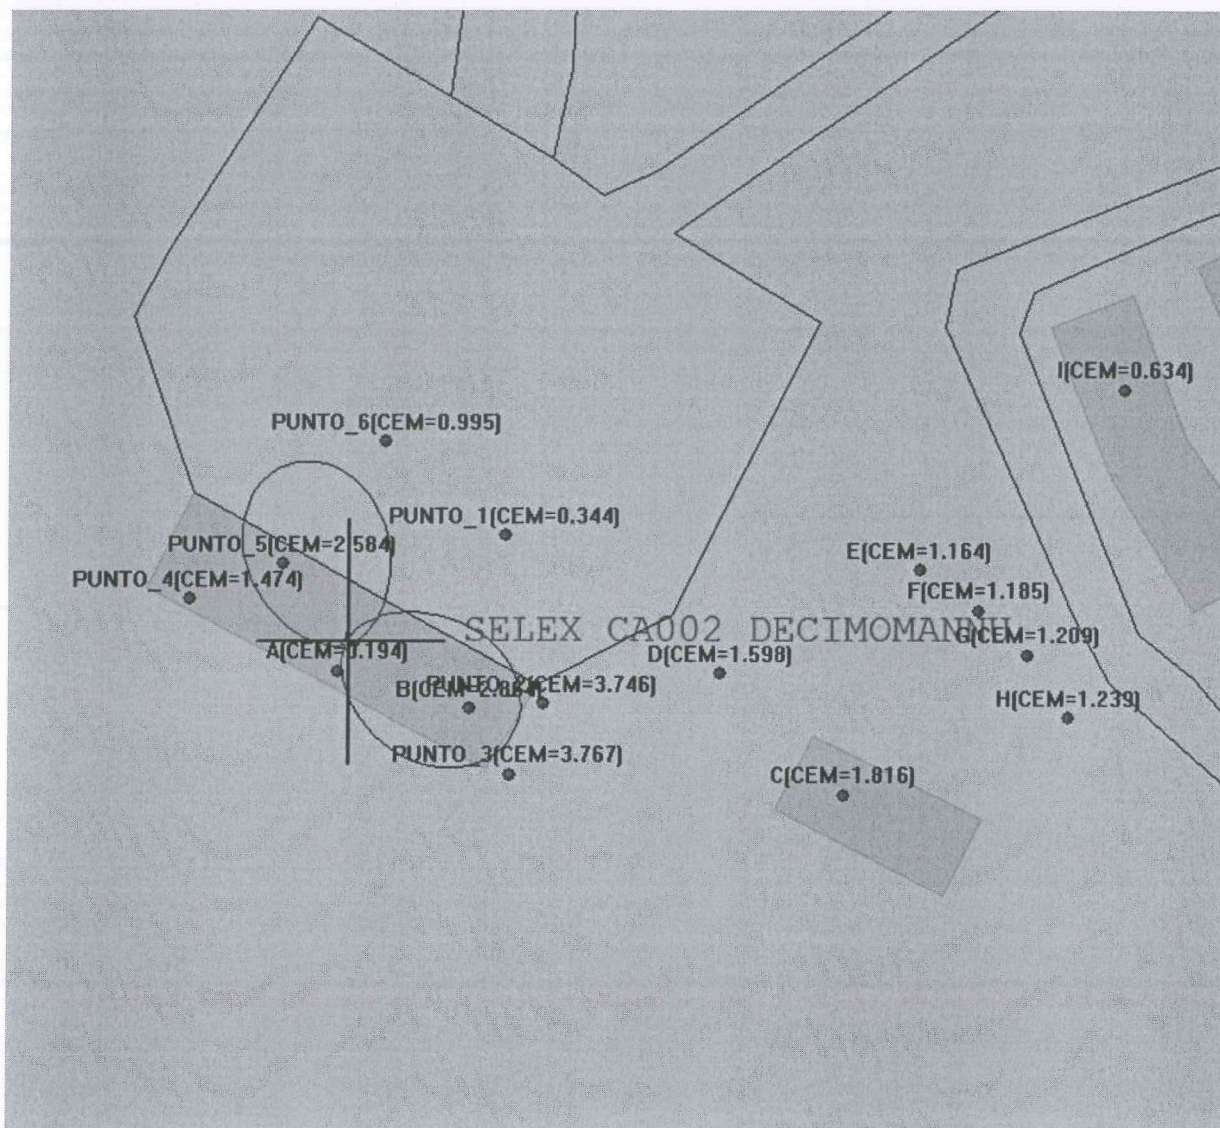 I(CEM=0.634)
PUNTO_6(CEM=0.995)
PUNTO_1(CEM=0.344)
PUNTO_5(CEM=2.584)
E(CEM=1.164)
PUNTO_4(CEM=1.474)
F(CEM=1.185)
SELEX CA002
G(CEM=1.209)
A(CEM=0.194)
D(CEM=1.598)
PUNTO_2(CEM=3.746)
H(CEM=1.239)
PUNTO_3(CEM=3.767)
C(CEM=1.816)